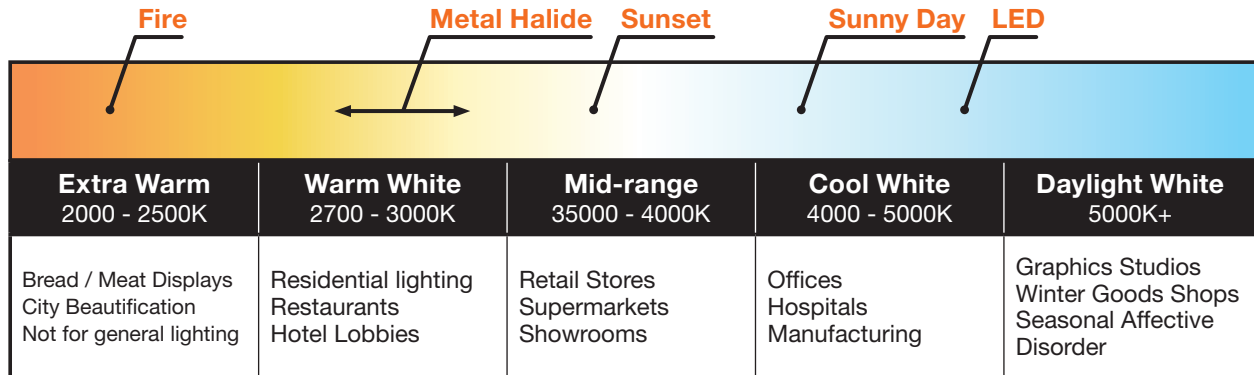 Fire
Metal Halide
Sunset
Sunny Day
LED
Extra Warm
2000 - 2500K
Warm White
2700 - 3000K
Mid-range
35000 - 4000K
Cool White
4000 - 5000K
Daylight White
5000K+
Bread / Meat Displays
City Beautification
Not for general lighting
Residential lighting
Restaurants
Hotel Lobbies
Retail Stores
Supermarkets
Showrooms
Offices
Hospitals
Manufacturing
Graphics Studios
Winter Goods Shops
Seasonal Affective
Disorder